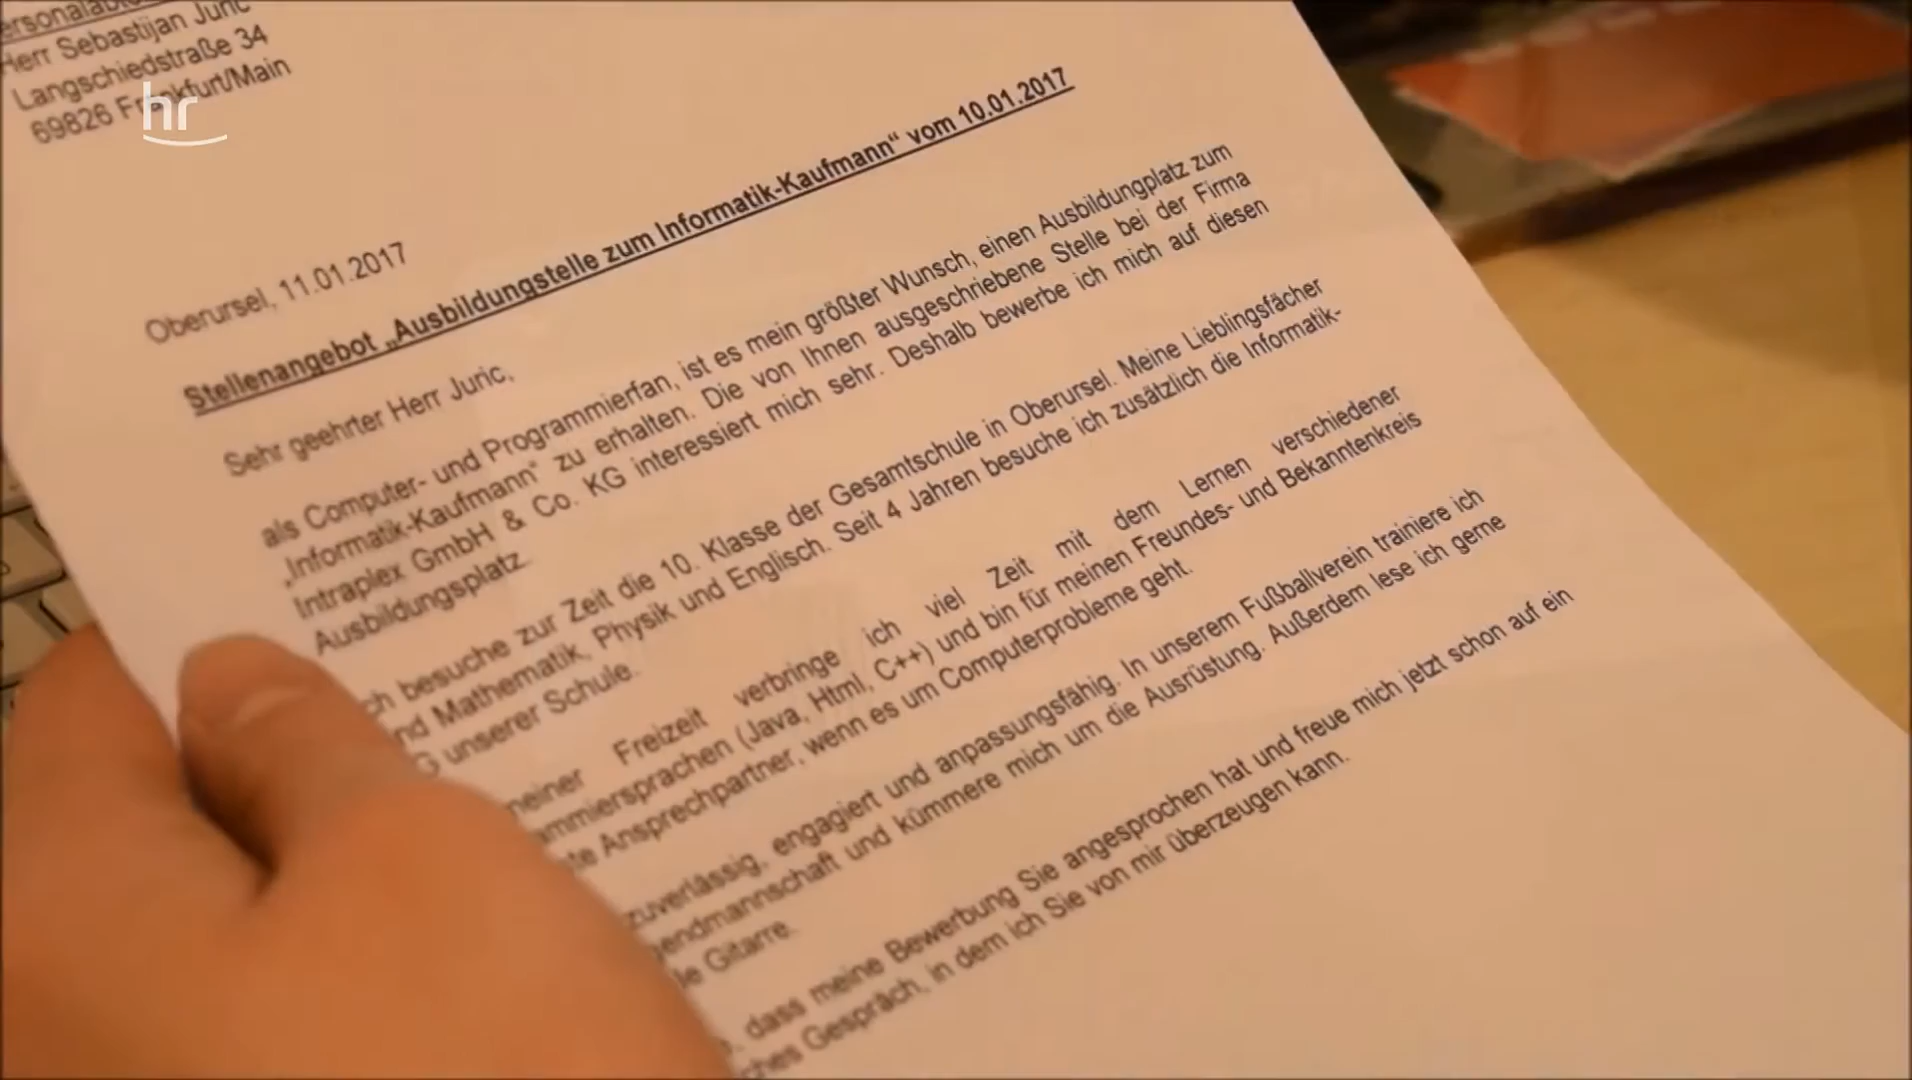 Herr Sebastijan Juric
Langschiedstraße 34
69826 Frankfurt/Main
hr
Oberursel, 11.01.2017
Stellenangebot „Ausbildungstelle zum Informatik-Kaufmann“ vom 10.01.2017
Sehr geehrter Herr Juric,
als Computer- und Programmierfan, ist es mein größter Wunsch, einen Ausbildungplatz zum
„Informatik-Kaufmann“ zu erhalten. Die von Ihnen ausgeschriebene Stelle bei der Firma
Intraplex GmbH & Co. KG interessiert mich sehr. Deshalb bewerbe ich mich auf diesen
Ausbildungsplatz.
ch besuche zur Zeit die 10. Klasse der Gesamtschule in Oberursel. Meine Lieblingsfächer
nd Mathematik, Physik und Englisch. Seit 4 Jahren besuche ich zusätzlich die Informatik-
G unserer Schule.
meiner Freizeit verbringe ich viel Zeit mit dem Lernen verschiedener
ammiersprachen (Java, Html, C++) und bin für meinen Freundes- und Bekanntenkreis
te Ansprechpartner, wenn es um Computerprobleme geht.
zuverlässig, engagiert und anpassungsfähig. In unserem Fußballverein trainiere ich
gendmannschaft und kümmere mich um die Ausrüstung. Außerdem lese ich gerne
le Gitarre.
, dass meine Bewerbung Sie angesprochen hat und freue mich jetzt schon auf ein
ches Gespräch, in dem ich Sie von mir überzeugen kann.